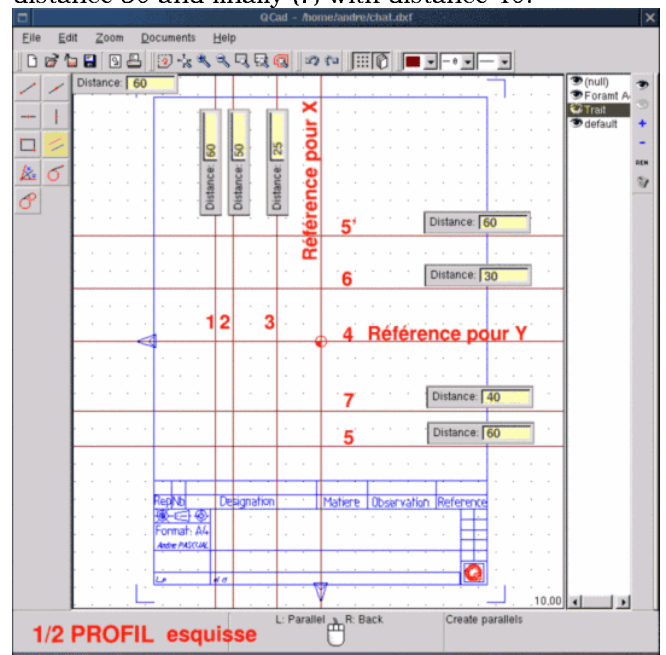 distance 30 and finally (7) with distance 40.
QCad - /home/andre/chat.dxf
File Edit Zoom Documents Help
Distance: 60
(null)
Foramt A
Trait
default
REN
Distance: 60
Distance: 50
Distance: 25
Référence pour X
5'
Distance: 60
6
Distance: 30
1 2 3
4 Référence pour Y
7
Distance: 40
5
Distance: 60
Rep Nb Designation Matiere Observation Reference
Format: A4
Andre PASCUAL
Le
10,00
L: Parallel R: Back
Create parallels
1/2 PROFIL esquisse